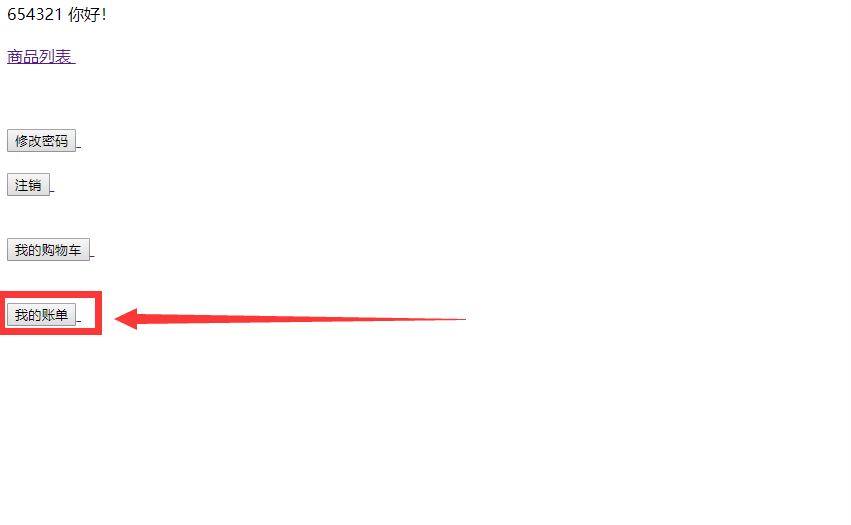 654321 你好!
商品列表
修改密码
注销
我的购物车
我的账单